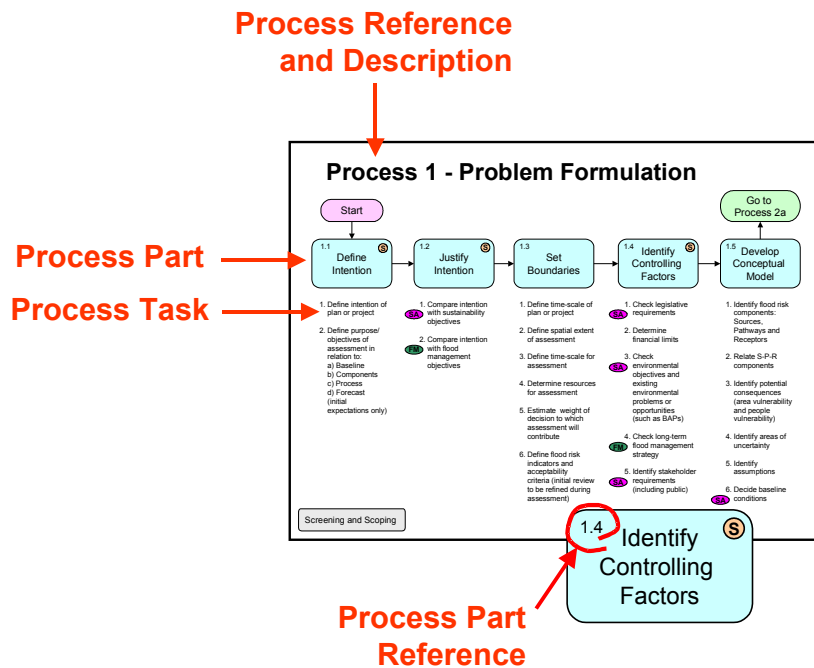 Process Reference
and Description
Process 1 - Problem Formulation
Start
Go to
Process 2a
Process Part
1.1
S
Define
Intention
1.2
S
Justify
Intention
1.3
Set
Boundaries
1.4
S
Identify
Controlling
Factors
1.5
Develop
Conceptual
Model
Process Task
1. Define intention of
plan or project
2. Define purpose/
objectives of
assessment in
relation to:
a) Baseline
b) Components
c) Process
d) Forecast
(initial
expectations only)
1. Compare intention
SA
with sustainability
objectives
2. Compare intention
FM
with flood
management
objectives
1. Define time-scale of
plan or project
2. Define spatial extent
of assessment
3. Define time-scale for
assessment
4. Determine resources
for assessment
5. Estimate weight of
decision to which
assessment will
contribute
6. Define flood risk
indicators and
acceptability
criteria (initial review
to be refined during
assessment)
1. Check legislative
SA
requirements
2. Determine
financial limits
3. Check
SA
environmental
objectives and
existing
environmental
problems or
opportunities
(such as BAPs)
4. Check long-term
FM
flood management
strategy
5. Identify stakeholder
SA
requirements
(including public)
1. Identify flood risk
components:
Sources,
Pathways and
Receptors
2. Relate S-P-R
components
3. Identify potential
consequences
(area vulnerability
and people
vulnerability)
4. Identify areas of
uncertainty
5. Identify
assumptions
6. Decide baseline
SA
conditions
Screening and Scoping
1.4
S
Identify
Controlling
Factors
Process Part
Reference